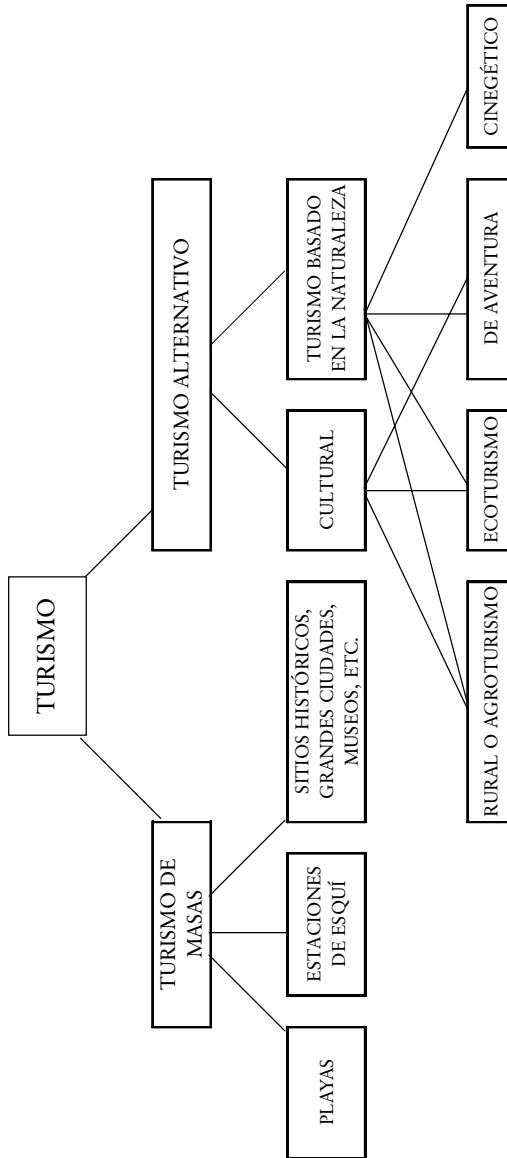 TURISMO
TURISMO DE
MASAS
TURISMO ALTERNATIVO
PLAYAS
ESTACIONES
DE ESQUÍ
SITIOS HISTÓRICOS,
GRANDES CIUDADES,
MUSEOS, ETC.
CULTURAL
TURISMO BASADO
EN LA NATURALEZA
RURAL O AGROTURISMO
ECOTURISMO
DE AVENTURA
CINEGÉTICO